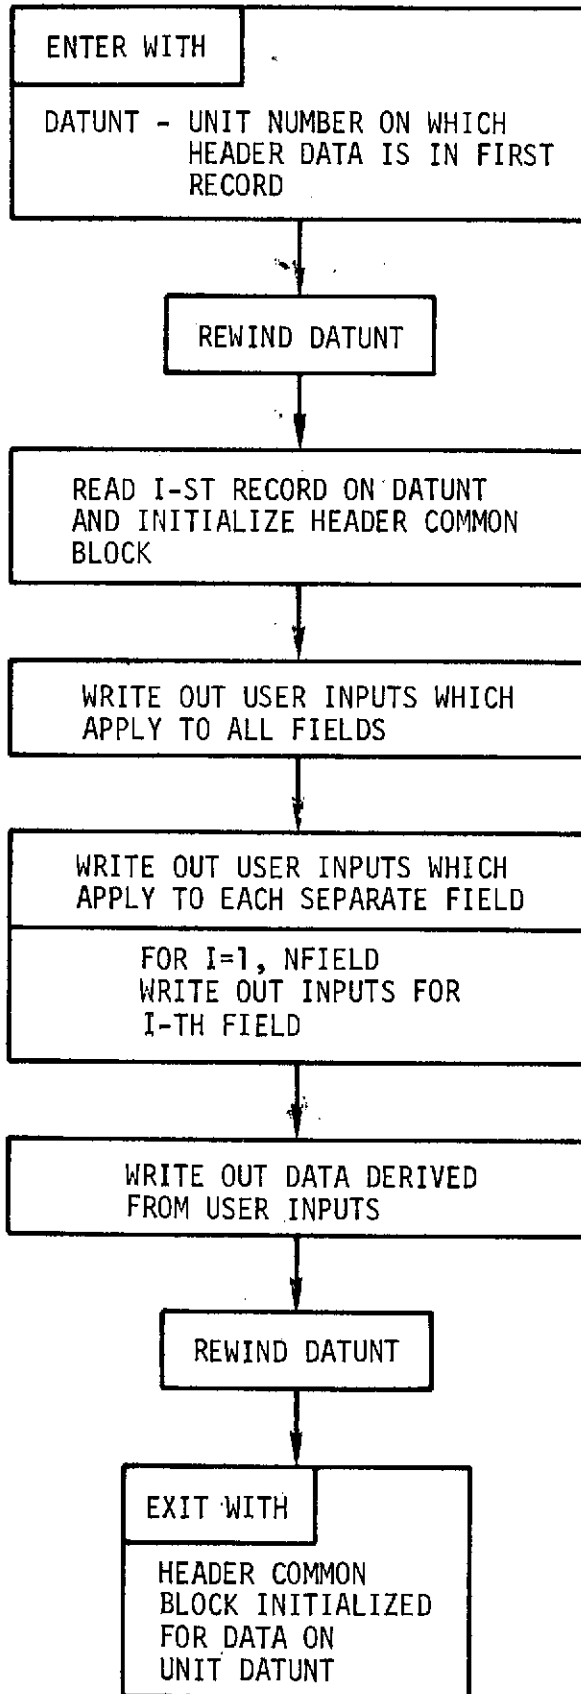 ENTER WITH
DATUNT - UNIT NUMBER ON WHICH
HEADER DATA IS IN FIRST
RECORD
REWIND DATUNT
READ I-ST RECORD ON DATUNT
AND INITIALIZE HEADER COMMON
BLOCK
WRITE OUT USER INPUTS WHICH
APPLY TO ALL FIELDS
WRITE OUT USER INPUTS WHICH
APPLY TO EACH SEPARATE FIELD
FOR I=1, NFIELD
WRITE OUT INPUTS FOR
I-TH FIELD
WRITE OUT DATA DERIVED
FROM USER INPUTS
REWIND DATUNT
EXIT WITH
HEADER COMMON
BLOCK INITIALIZED
FOR DATA ON
UNIT DATUNT